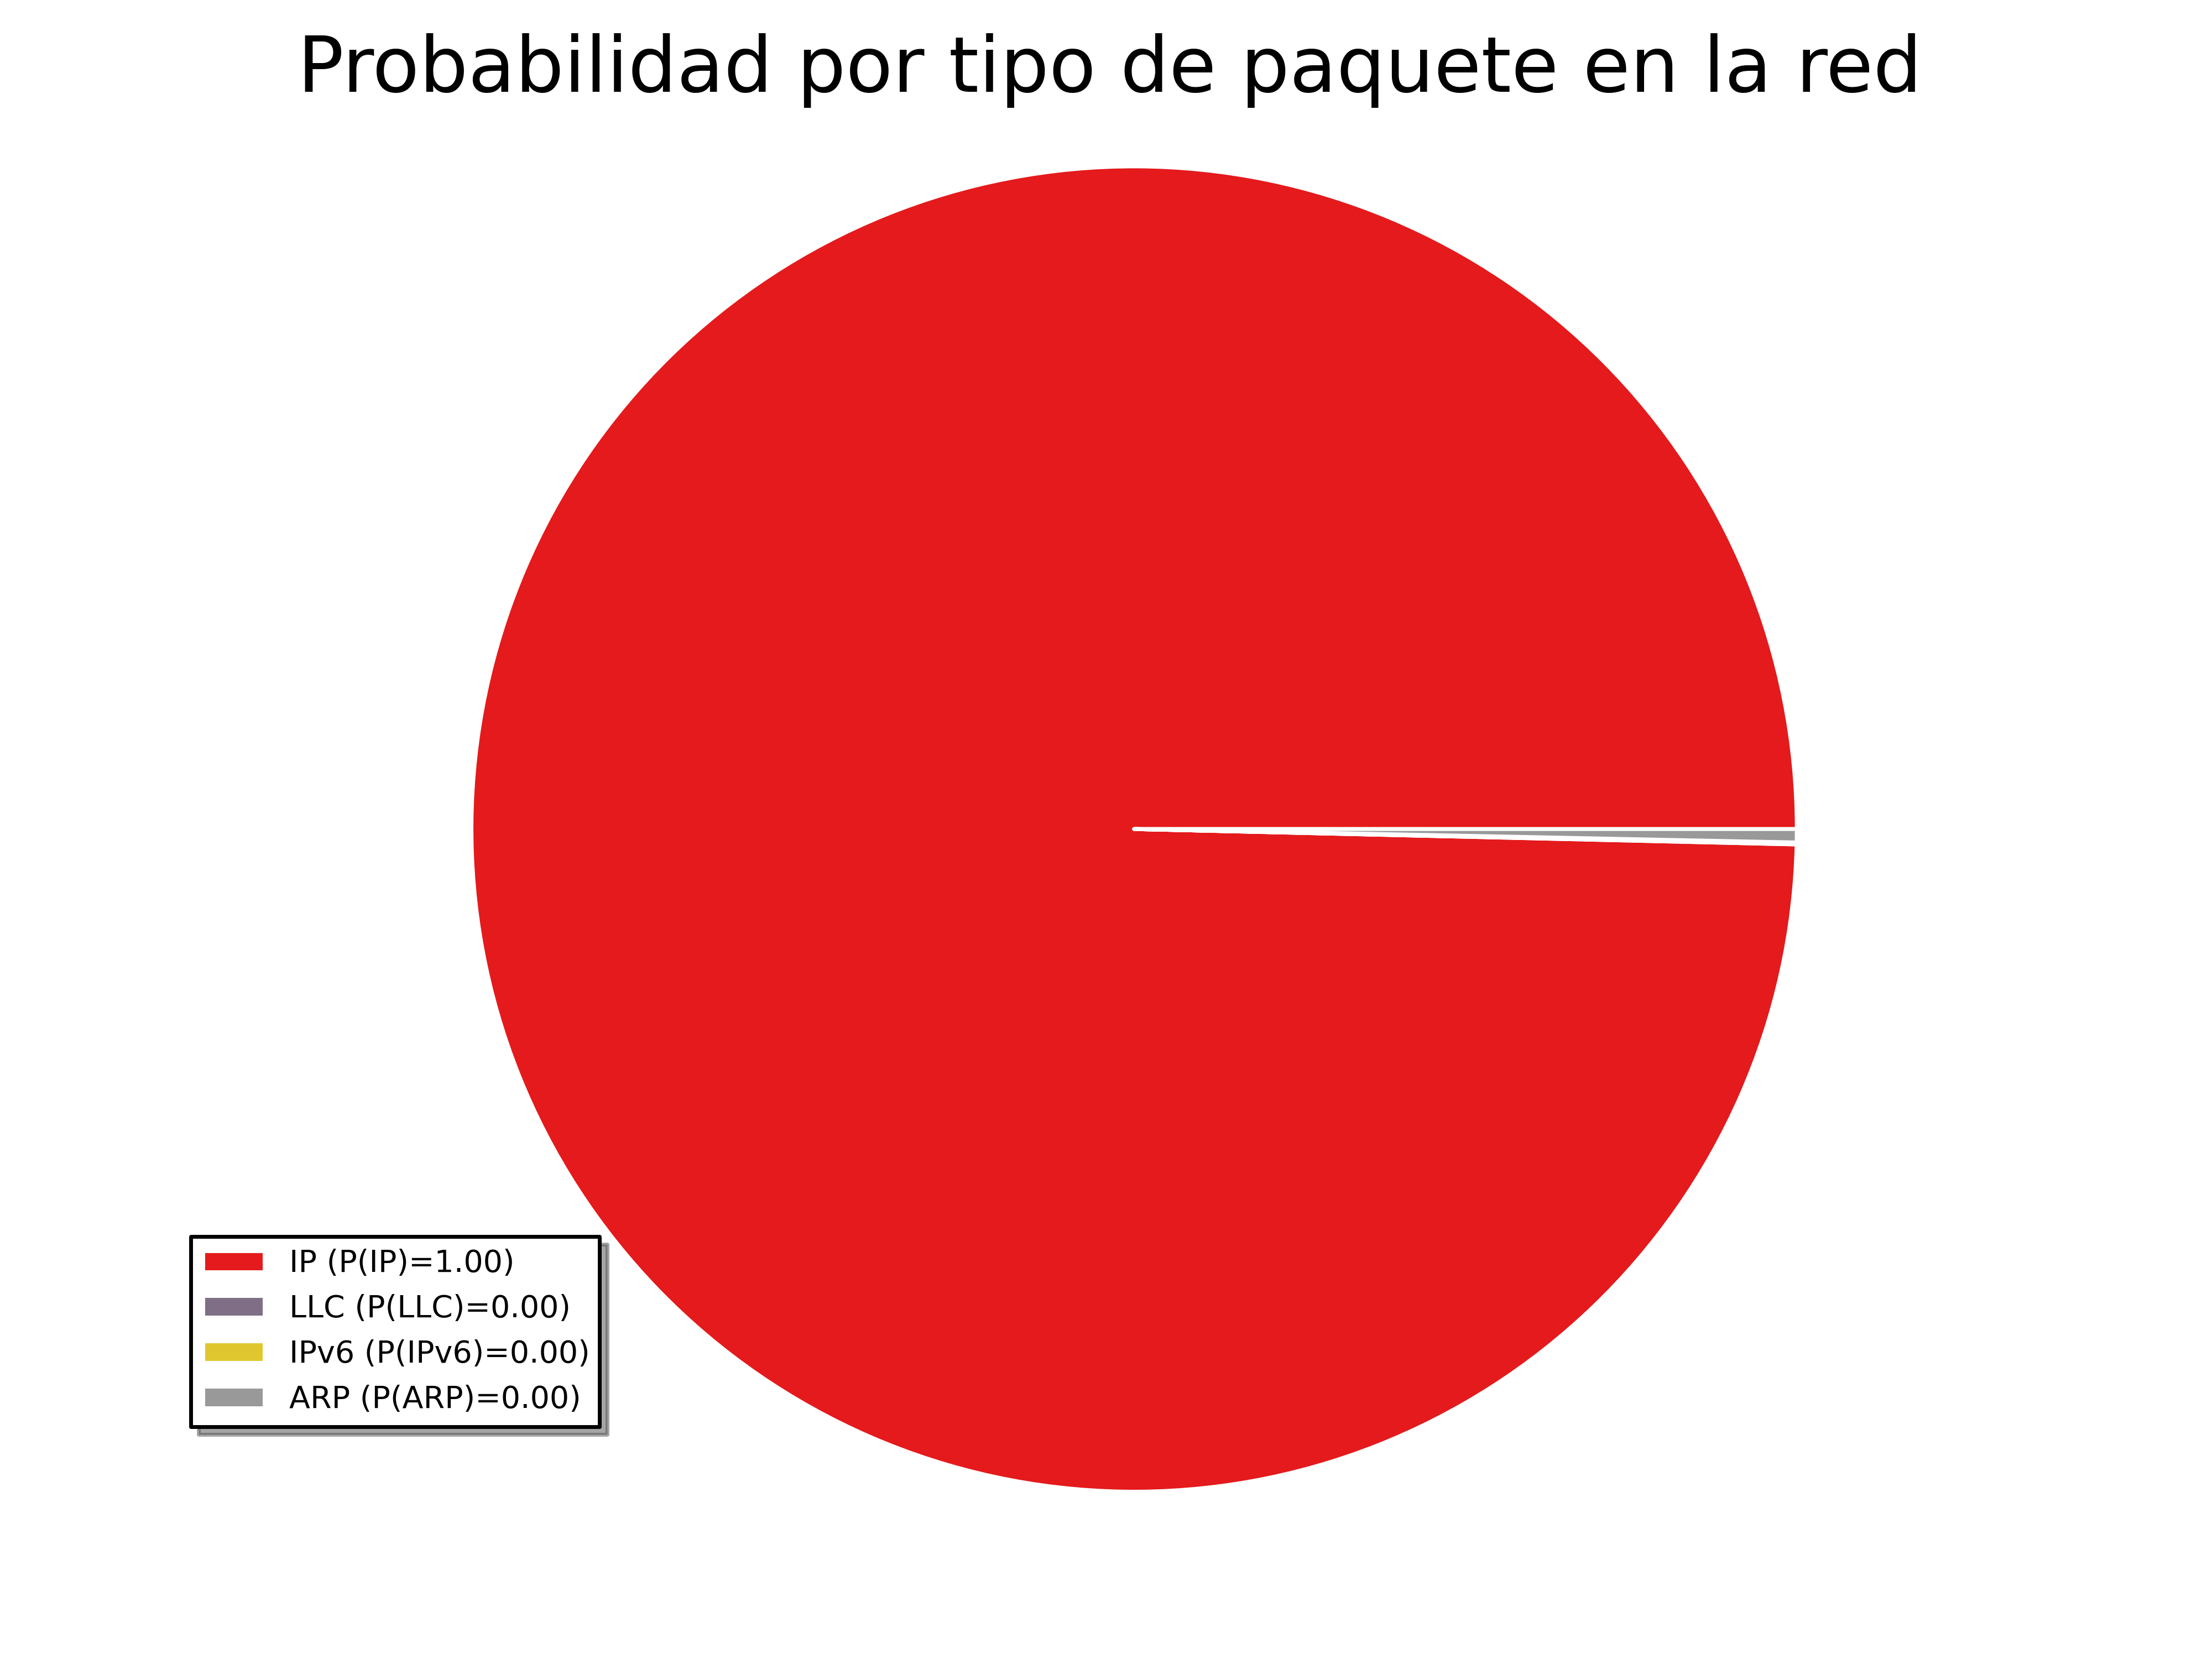 Probabilidad por tipo de paquete en la red
IP (P(IP)=1.00)
LLC (P(LLC)=0.00)
IPv6 (P(IPv6)=0.00)
ARP (P(ARP)=0.00)